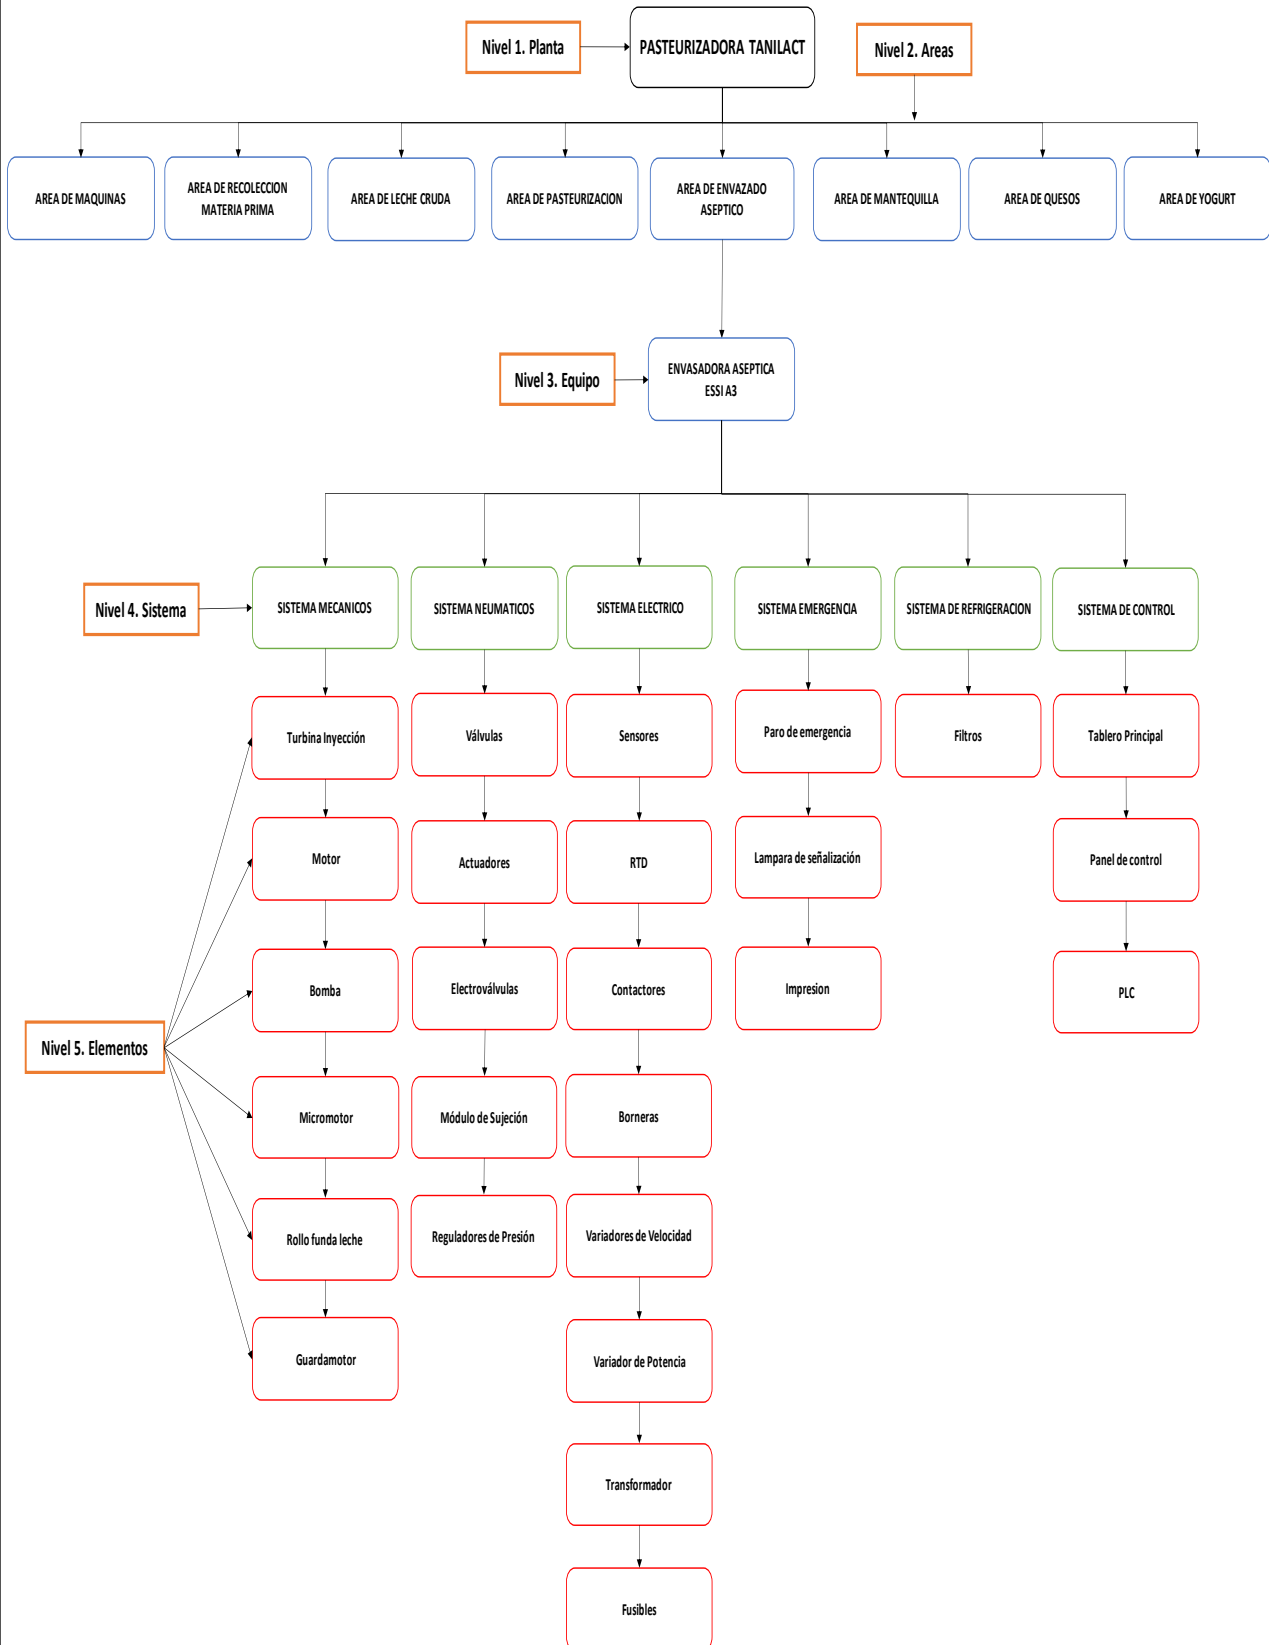 Nivel 1. Planta
PASTEURIZADORA TANILACT
Nivel 2. Areas
AREA DE MAQUINAS
AREA DE RECOLECCION
MATERIA PRIMA
AREA DE LECHE CRUDA
AREA DE PASTEURIZACION
AREA DE ENVAZADO
ASEPTICO
AREA DE MANTEQUILLA
AREA DE QUESOS
AREA DE YOGURT
Nivel 3. Equipo
ENVASADORA ASEPTICA
ESSI A3
Nivel 4. Sistema
SISTEMA MECANICOS
SISTEMA NEUMATICOS
SISTEMA ELECTRICO
SISTEMA EMERGENCIA
SISTEMA DE REFRIGERACION
SISTEMA DE CONTROL
Turbina Inyección
Válvulas
Sensores
Paro de emergencia
Filtros
Tablero Principal
Motor
Actuadores
RTD
Lampara de señalización
Panel de control
Bomba
Electroválvulas
Contactores
Impresion
PLC
Nivel 5. Elementos
Micromotor
Módulo de Sujeción
Borneras
Rollo funda leche
Reguladores de Presión
Variadores de Velocidad
Guardamotor
Variador de Potencia
Transformador
Fusibles